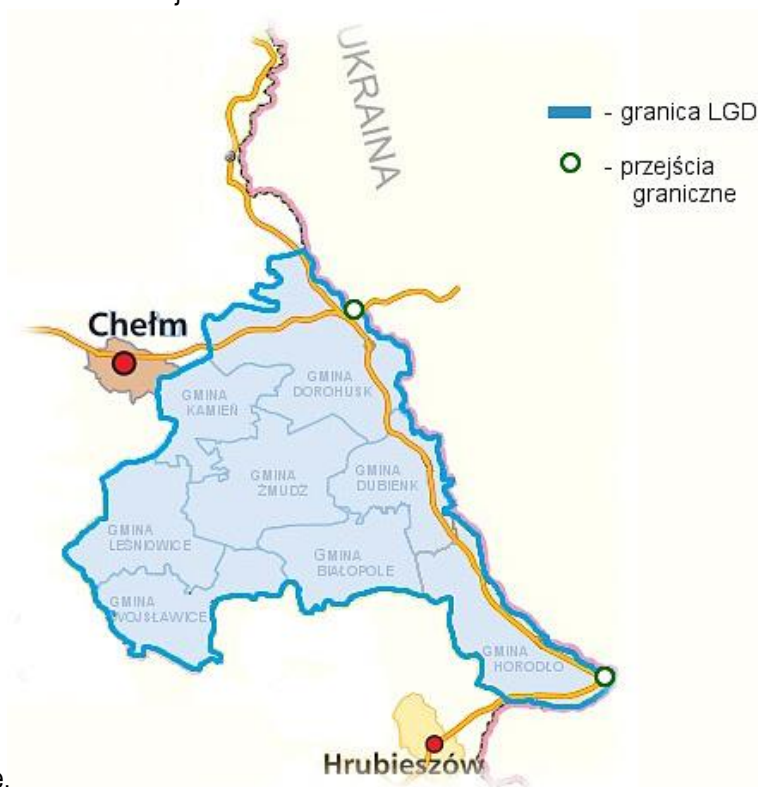 UKRAINA
- granica LGD
- przejścia
graniczne
Chełm
GMINA
DOROHUSK
GMINA
KAMIEŃ
GMINA
ŻMUDŹ
GMINA
DUBIENK
GMINA
LEŚNIOWICE
GMINA
BIAŁOPOLE
GMINA
WOJSŁAWICE
GMINA
HORODŁO
Hrubieszów
e.